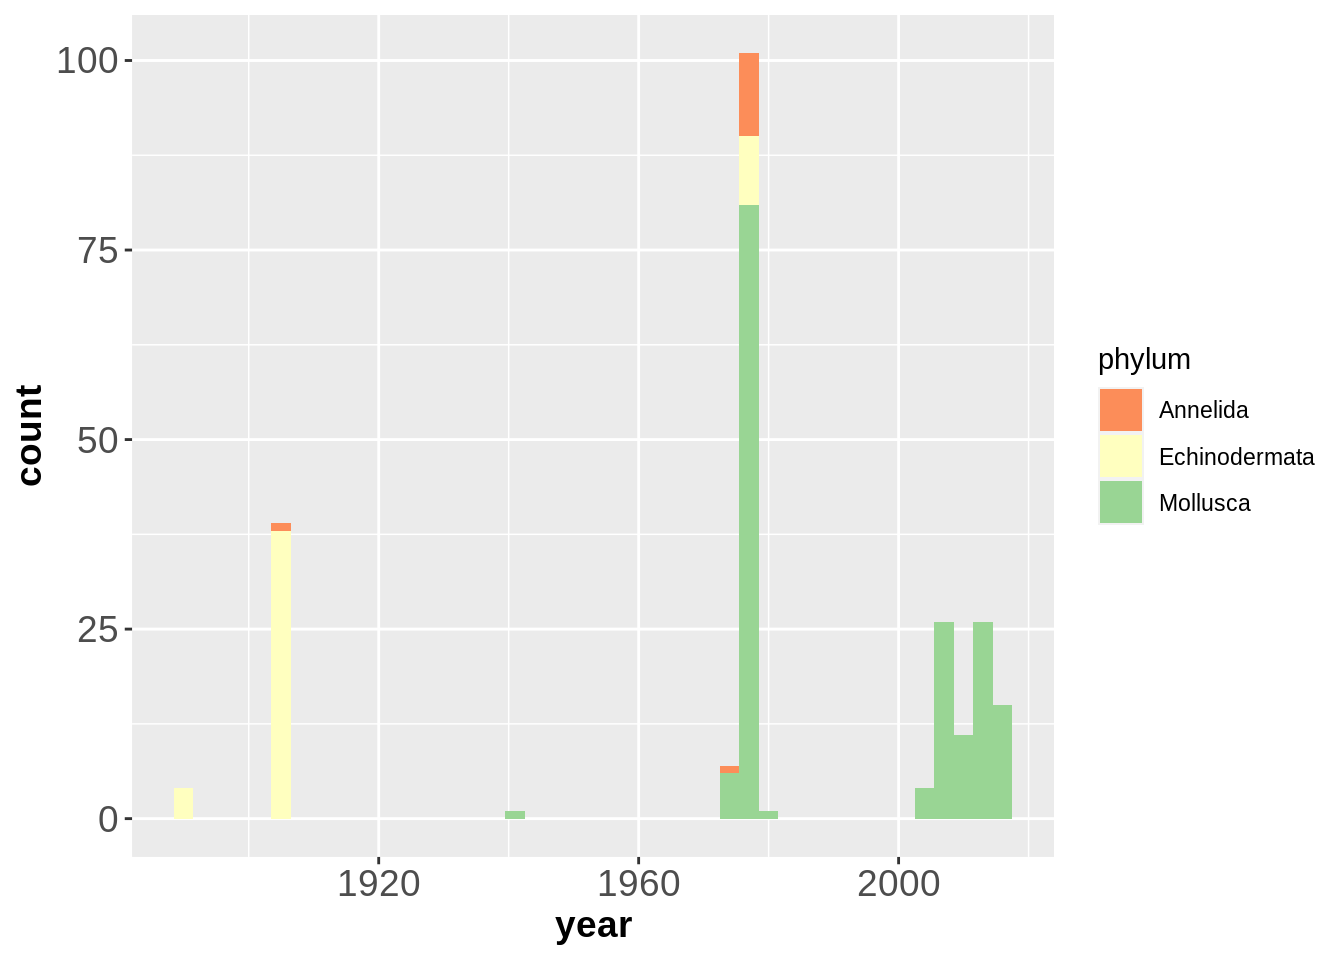 100
75
50
25
0
count
1920
1960
2000
year
phylum
Annelida
Echinodermata
Mollusca